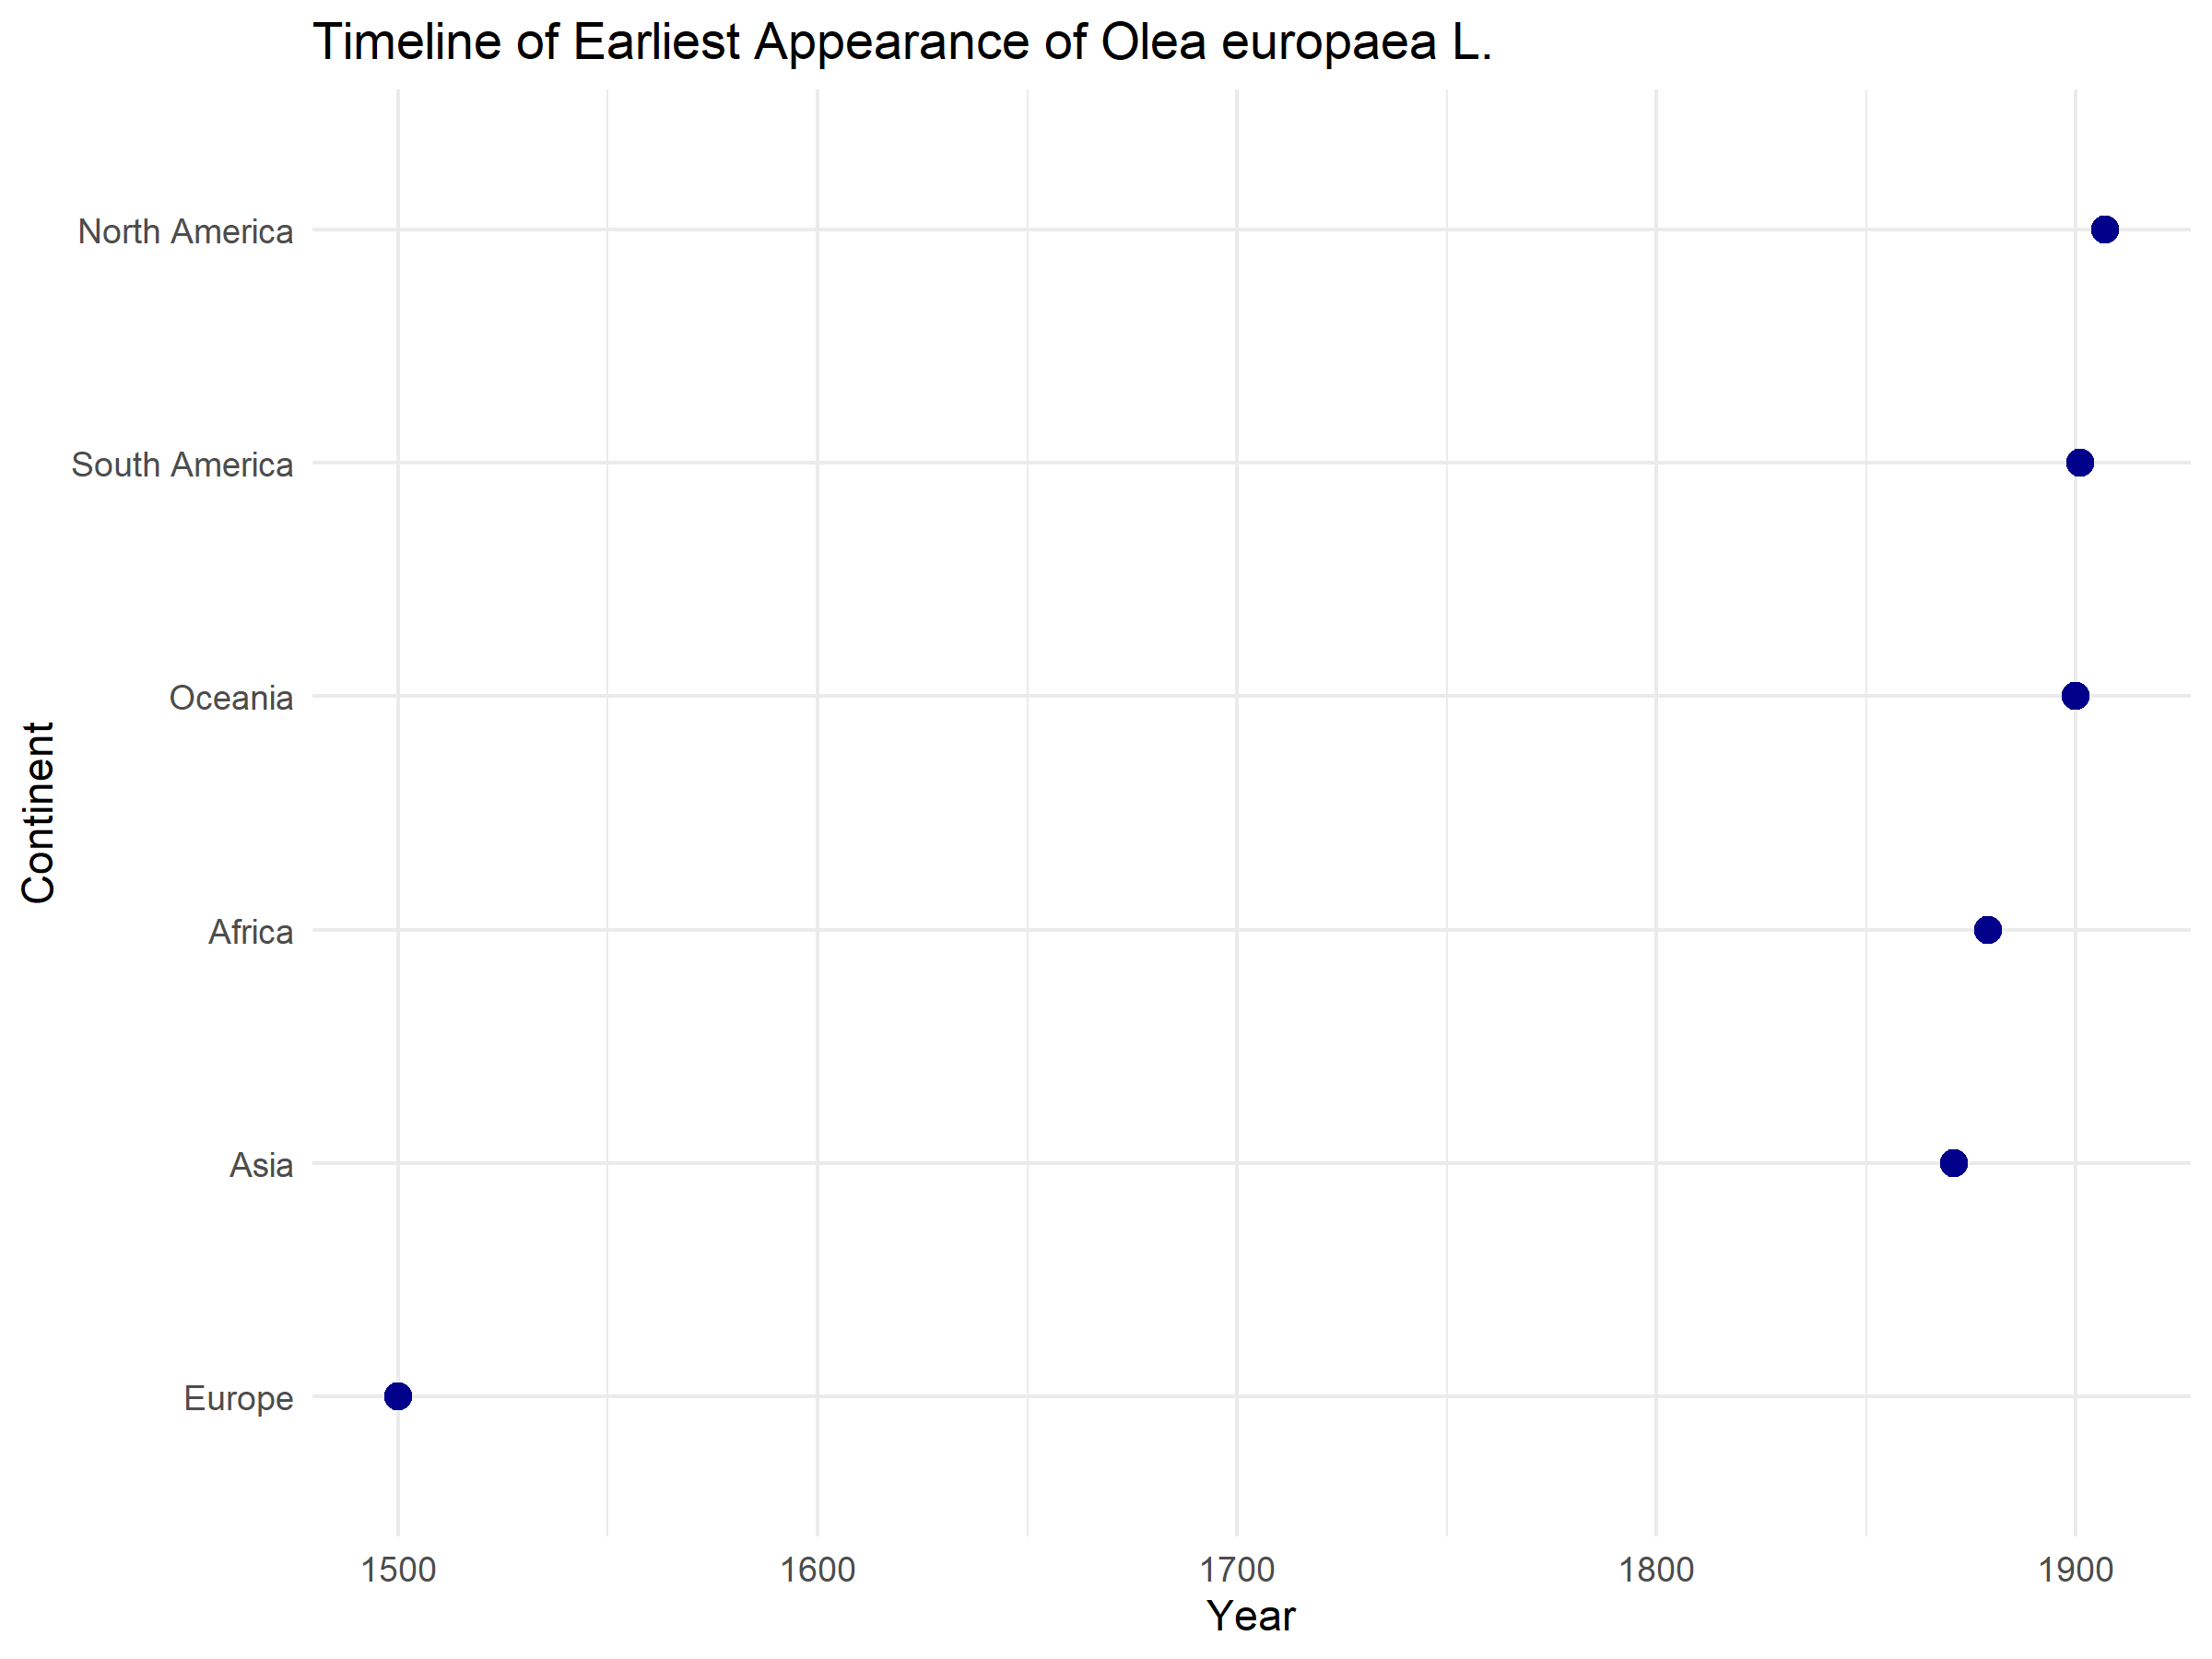 Timeline of Earliest Appearance of Olea europaea L.
North America
South America
Oceania
Africa
Asia
Europe
Continent
1500 1600 1700 1800 1900
Year